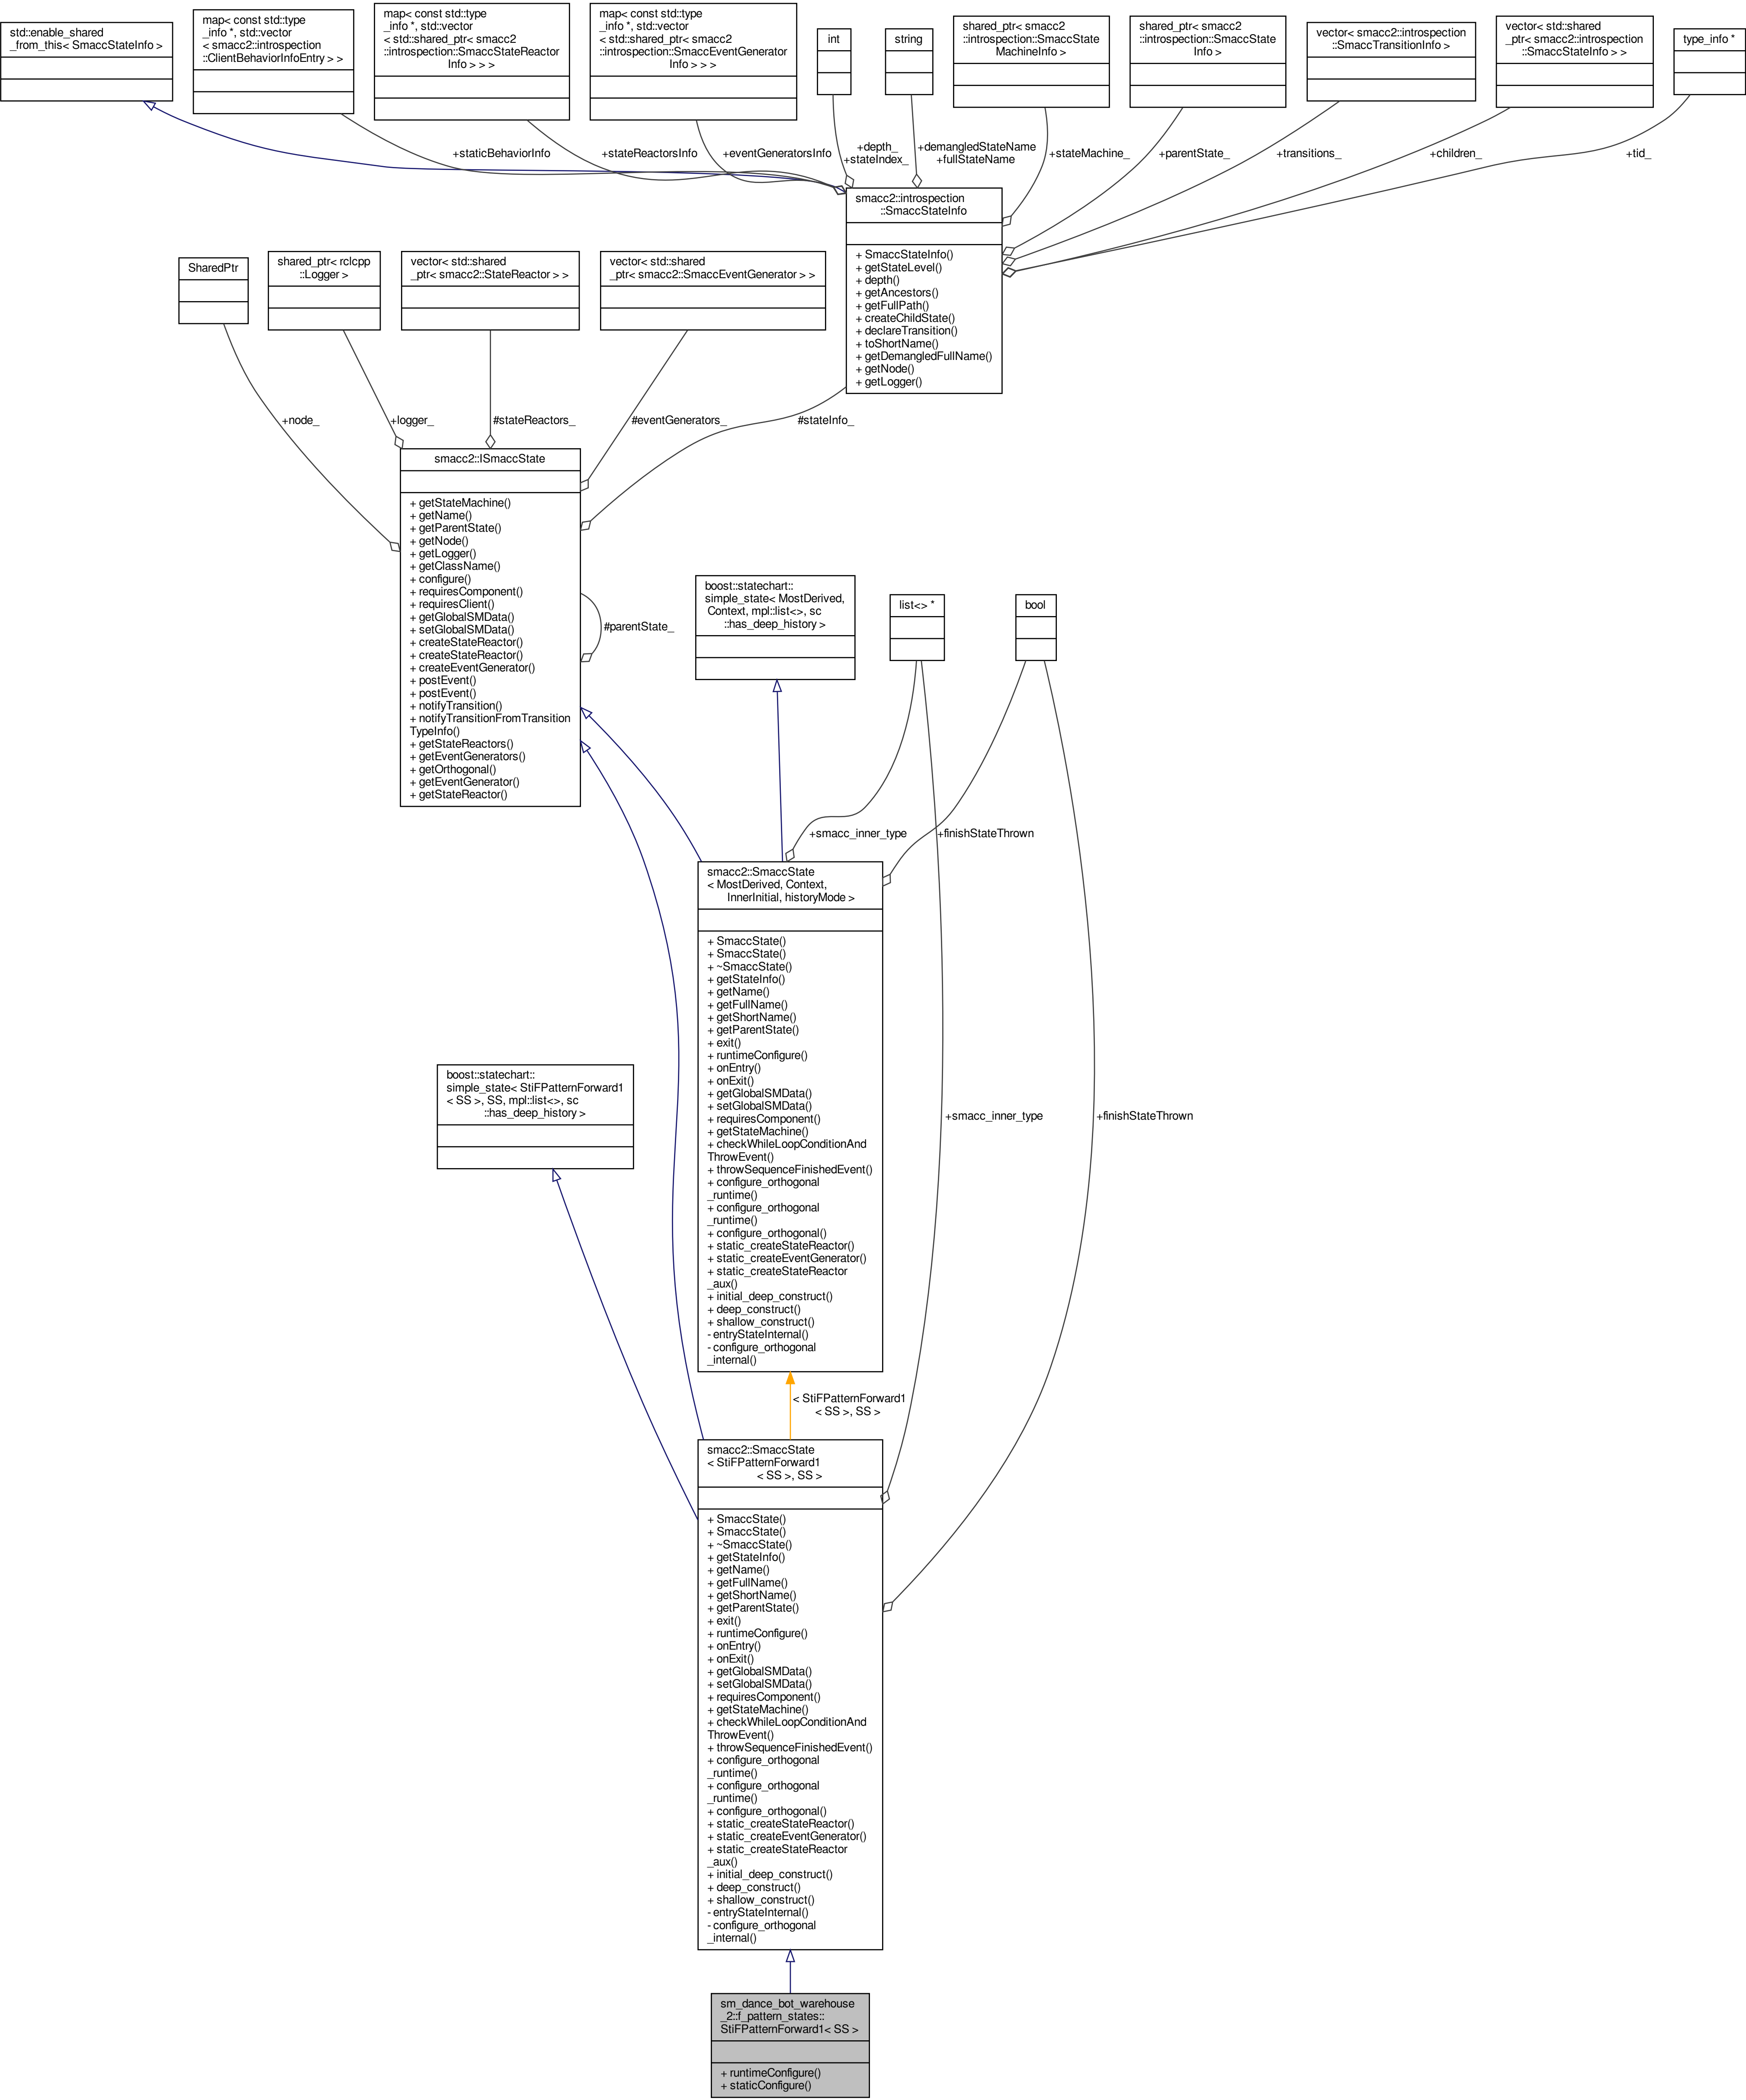 std::enable_shared
_from_this< SmaccStateInfo >
map< const std::type
_info *, std::vector
< smacc2::introspection
::ClientBehaviorInfoEntry > >
map< const std::type
_info *, std::vector
< std::shared_ptr< smacc2
::introspection::SmaccStateReactor
Info > > >
map< const std::type
_info *, std::vector
< std::shared_ptr< smacc2
::introspection::SmaccEventGenerator
Info > > >
int
string
shared_ptr< smacc2
::introspection::SmaccState
MachineInfo >
shared_ptr< smacc2
::introspection::SmaccState
Info >
vector< smacc2::introspection
::SmaccTransitionInfo >
vector< std::shared
_ptr< smacc2::introspection
::SmaccStateInfo > >
type_info *
+staticBehaviorInfo
+stateReactorsInfo
+eventGeneratorsInfo
+depth_
+stateIndex_
+demangledStateName
+fullStateName
+stateMachine_
+parentState_
+transitions_
+children_
+tid_
smacc2::introspection
::SmaccStateInfo
+ SmaccStateInfo()
+ getStateLevel()
+ depth()
+ getAncestors()
+ getFullPath()
+ createChildState()
+ declareTransition()
+ toShortName()
+ getDemangledFullName()
+ getNode()
+ getLogger()
SharedPtr
shared_ptr< rclcpp
::Logger >
vector< std::shared
_ptr< smacc2::StateReactor > >
vector< std::shared
_ptr< smacc2::SmaccEventGenerator > >
+node_
+logger_
#stateReactors_
#eventGenerators_
#stateInfo_
smacc2::ISmaccState
+ getStateMachine()
+ getName()
+ getParentState()
+ getNode()
+ getLogger()
+ getClassName()
+ configure()
+ requiresComponent()
+ requiresClient()
+ getGlobalSMData()
+ setGlobalSMData()
+ createStateReactor()
+ createStateReactor()
+ createEventGenerator()
+ postEvent()
+ postEvent()
+ notifyTransition()
+ notifyTransitionFromTransition
TypeInfo()
+ getStateReactors()
+ getEventGenerators()
+ getOrthogonal()
+ getEventGenerator()
+ getStateReactor()
#parentState_
boost::statechart::
simple_state< MostDerived,
Context, mpl::list<>, sc
::has_deep_history >
list<> *
bool
+smacc_inner_type
+finishStateThrown
smacc2::SmaccState
< MostDerived, Context,
InnerInitial, historyMode >
+ SmaccState()
+ SmaccState()
+ ~SmaccState()
+ getStateInfo()
+ getName()
+ getFullName()
+ getShortName()
+ getParentState()
+ exit()
+ runtimeConfigure()
+ onEntry()
+ onExit()
+ getGlobalSMData()
+ setGlobalSMData()
+ requiresComponent()
+ getStateMachine()
+ checkWhileLoopConditionAnd
ThrowEvent()
+ throwSequenceFinishedEvent()
+ configure_orthogonal
_runtime()
+ configure_orthogonal
_runtime()
+ configure_orthogonal()
+ static_createStateReactor()
+ static_createEventGenerator()
+ static_createStateReactor
_aux()
+ initial_deep_construct()
+ deep_construct()
+ shallow_construct()
- entryStateInternal()
- configure_orthogonal
_internal()
boost::statechart::
simple_state< StiFPatternForward1
< SS >, SS, mpl::list<>, sc
::has_deep_history >
+smacc_inner_type
+finishStateThrown
< StiFPatternForward1
< SS >, SS >
smacc2::SmaccState
< StiFPatternForward1
< SS >, SS >
+ SmaccState()
+ SmaccState()
+ ~SmaccState()
+ getStateInfo()
+ getName()
+ getFullName()
+ getShortName()
+ getParentState()
+ exit()
+ runtimeConfigure()
+ onEntry()
+ onExit()
+ getGlobalSMData()
+ setGlobalSMData()
+ requiresComponent()
+ getStateMachine()
+ checkWhileLoopConditionAnd
ThrowEvent()
+ throwSequenceFinishedEvent()
+ configure_orthogonal
_runtime()
+ configure_orthogonal
_runtime()
+ configure_orthogonal()
+ static_createStateReactor()
+ static_createEventGenerator()
+ static_createStateReactor
_aux()
+ initial_deep_construct()
+ deep_construct()
+ shallow_construct()
- entryStateInternal()
- configure_orthogonal
_internal()
sm_dance_bot_warehouse
_2::f_pattern_states::
StiFPatternForward1< SS >
+ runtimeConfigure()
+ staticConfigure()